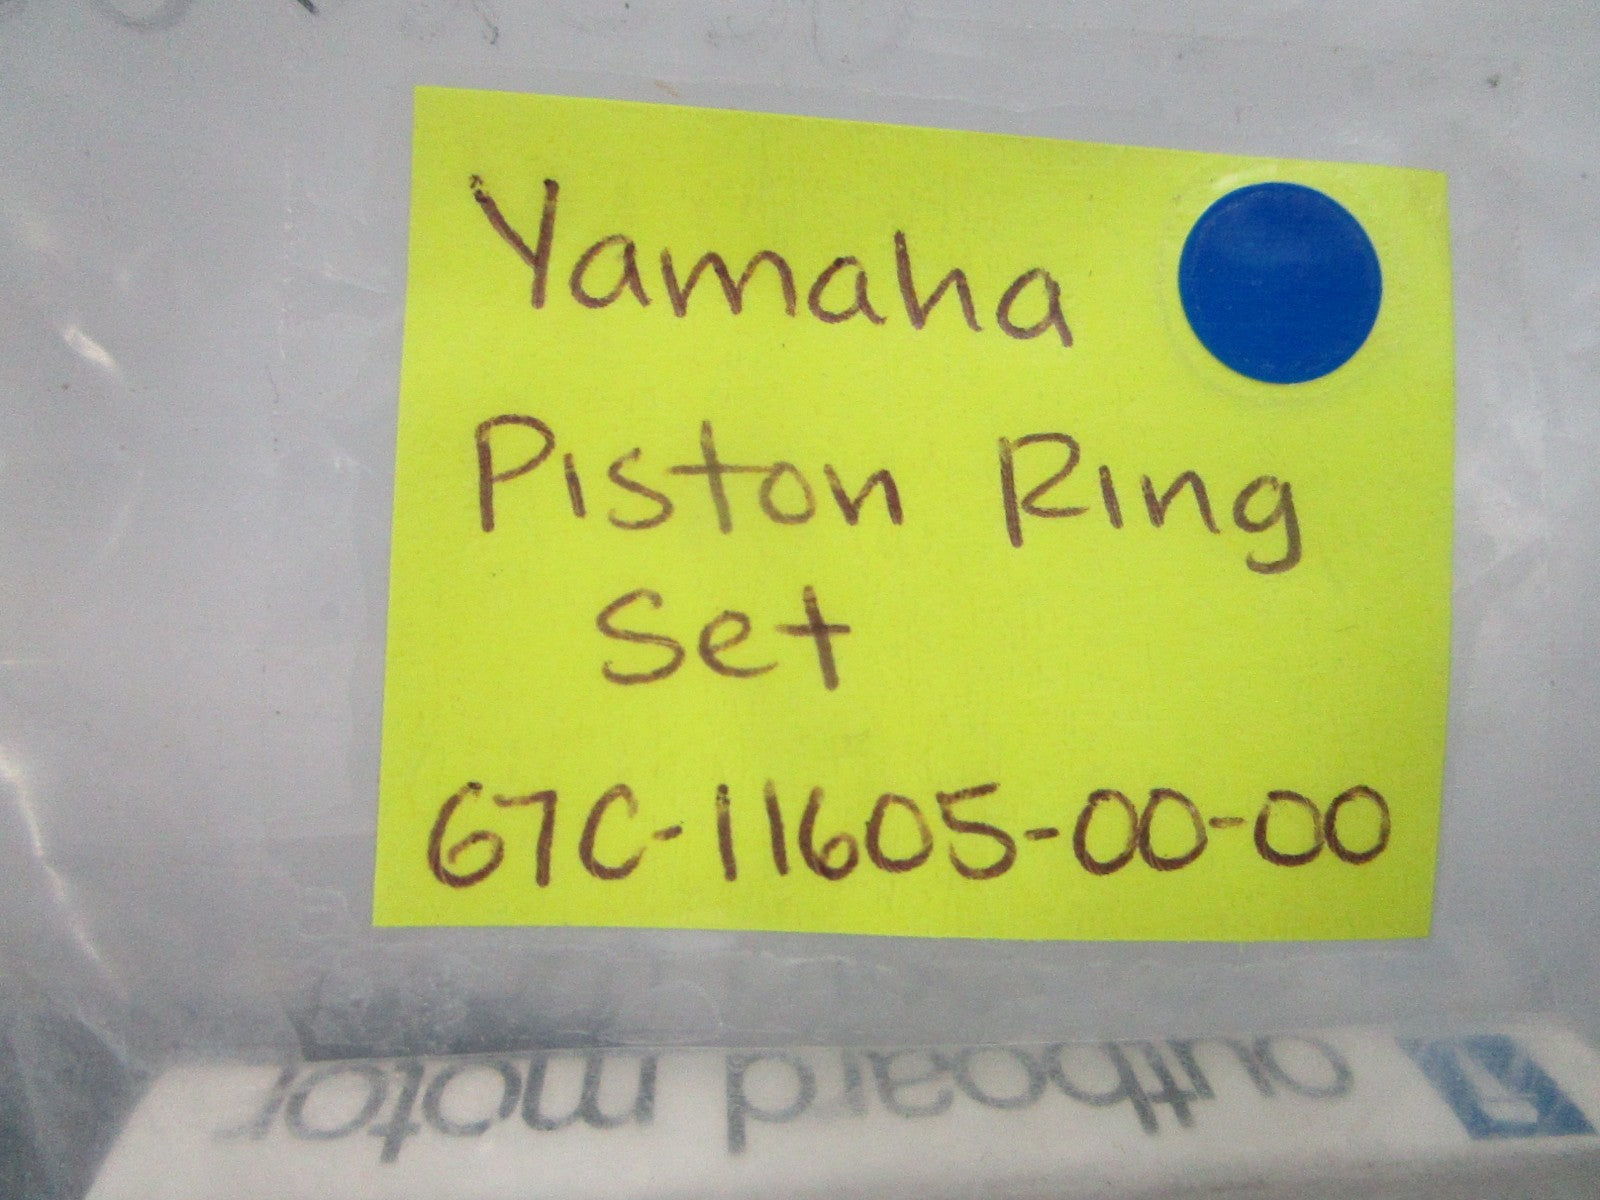 Yamaha
Piston Ring
Set
67C-11605-00-00
outboard motor